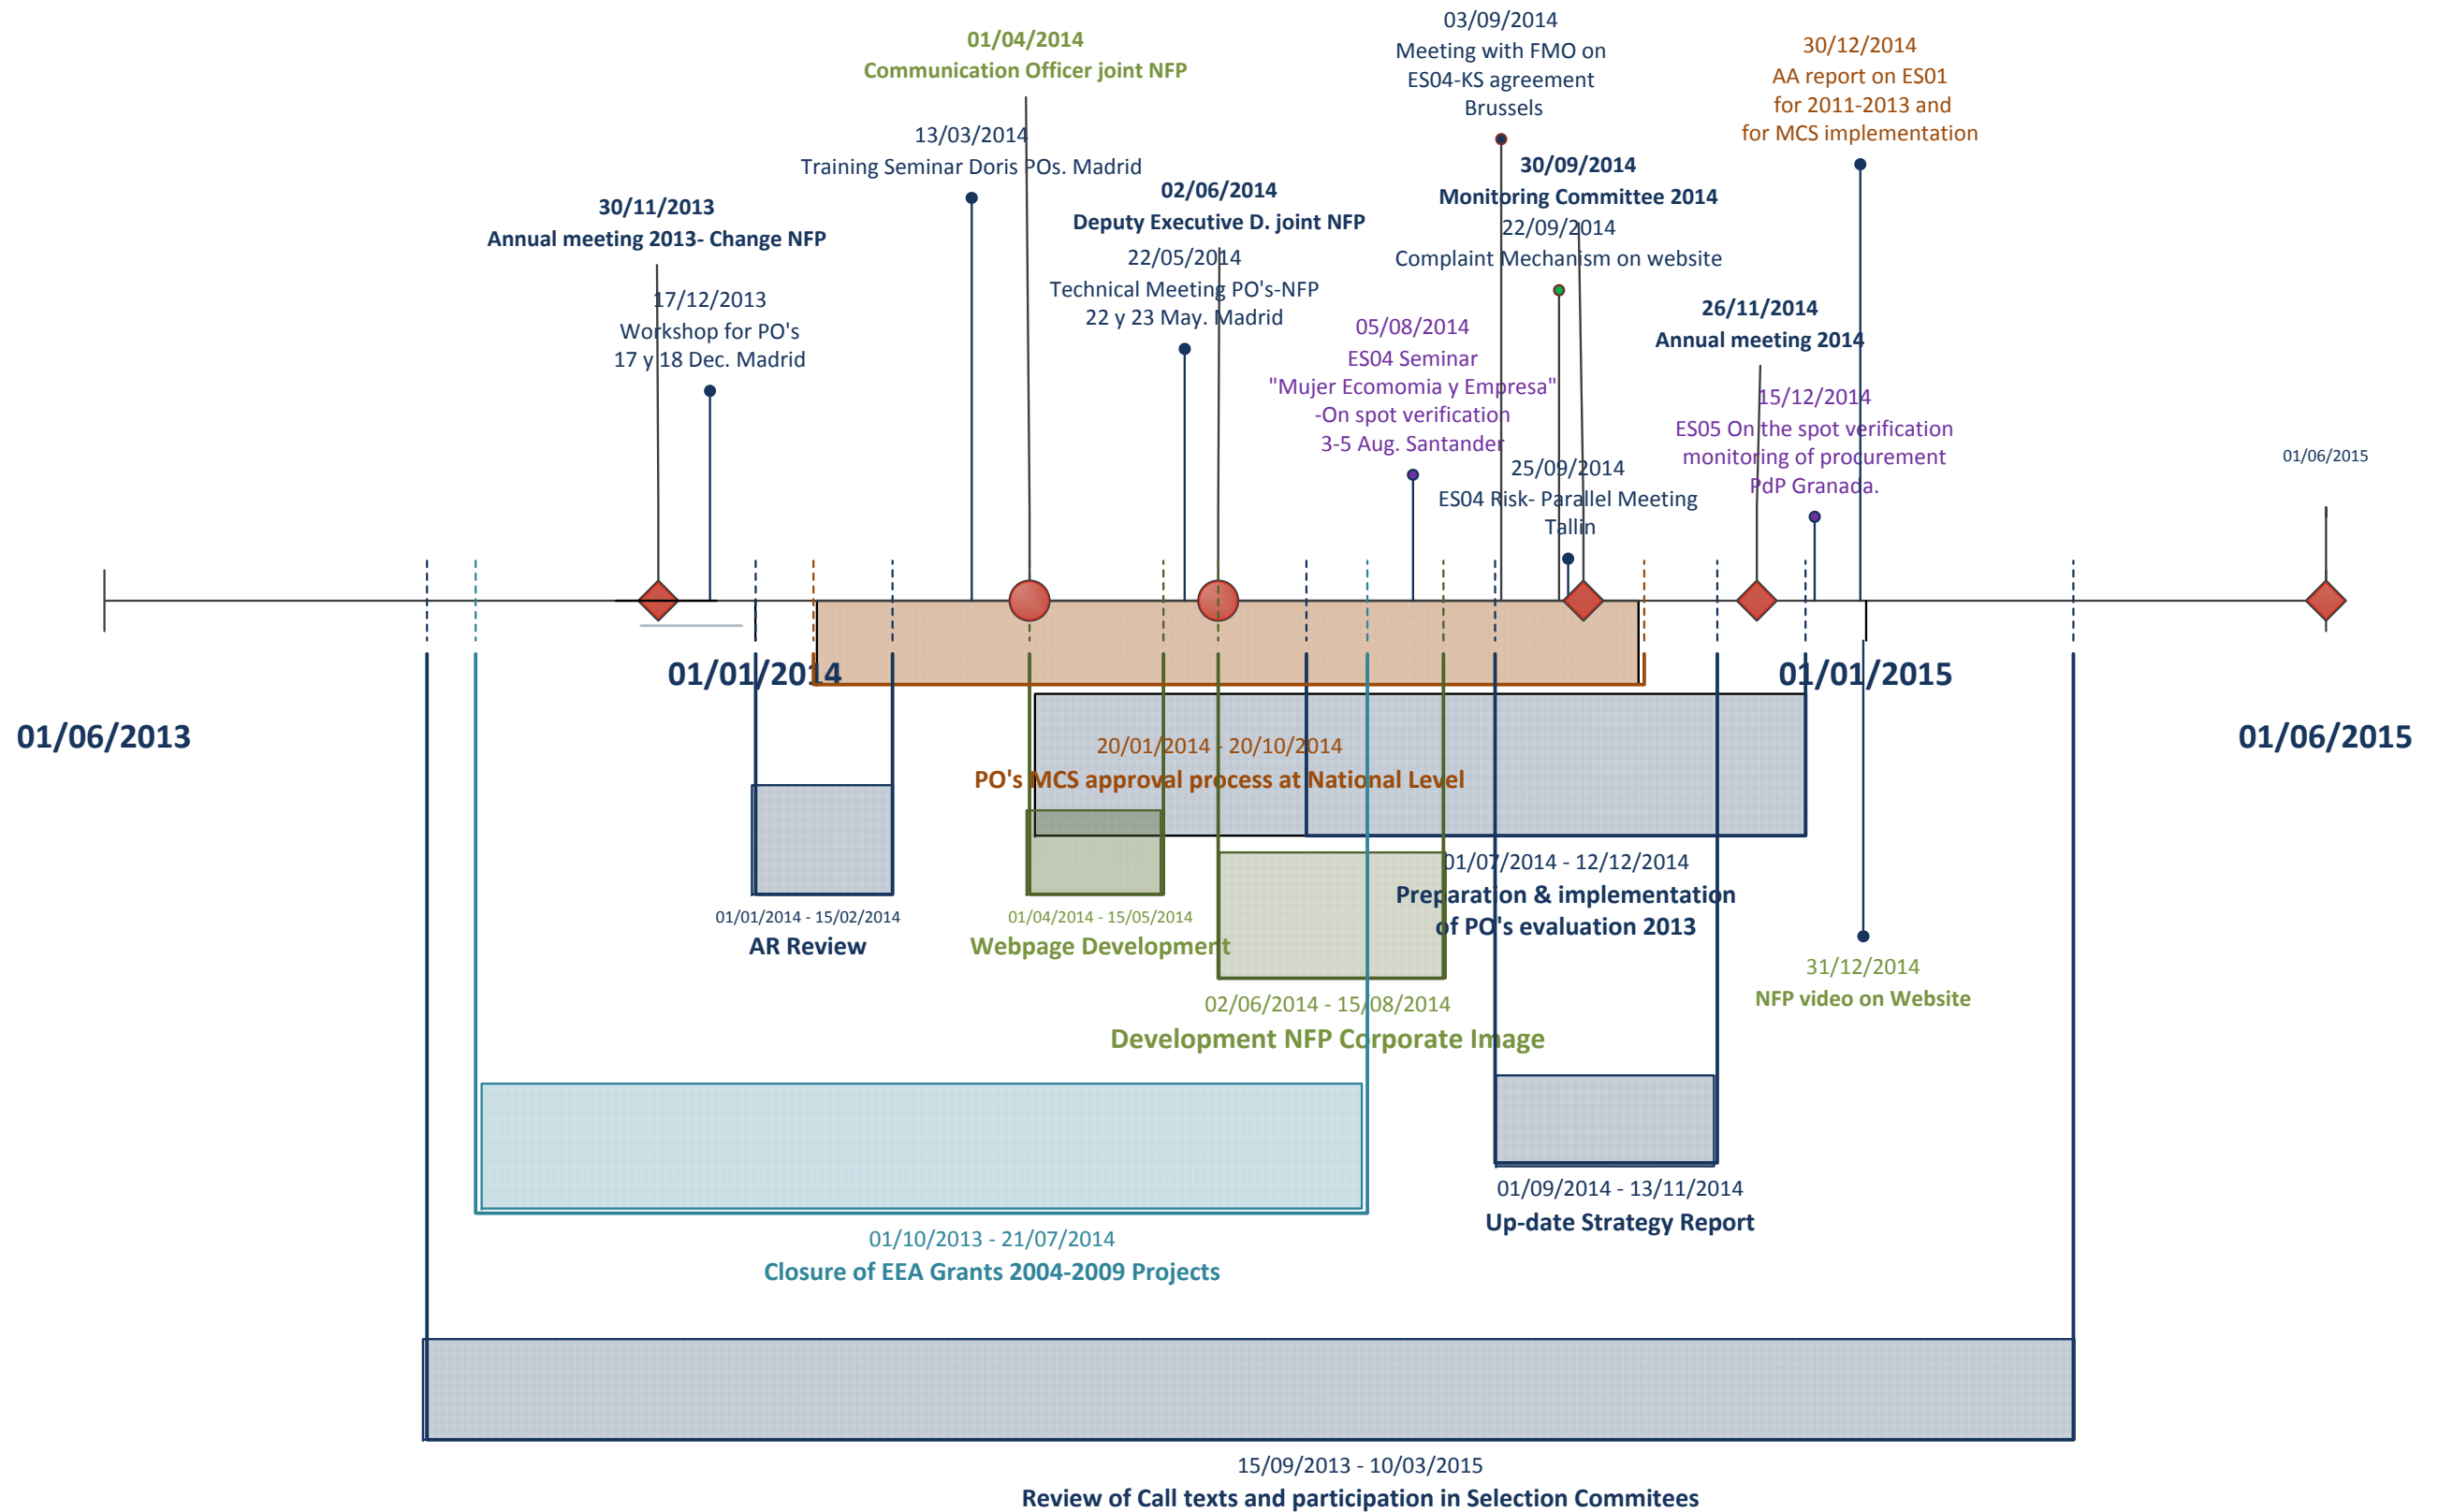 03/09/2014
Meeting with FMO on
ES04-KS agreement
Brussels
01/04/2014
Communication Officer joint NFP
30/12/2014
AA report on ES01
for 2011-2013 and
for MCS implementation
13/03/2014
Training Seminar Doris POs. Madrid
30/09/2014
Monitoring Committee 2014
02/06/2014
Deputy Executive D. joint NFP
30/11/2013
Annual meeting 2013- Change NFP
22/09/2014
Complaint Mechanism on website
22/05/2014
Technical Meeting PO's-NFP
22 y 23 May. Madrid
17/12/2013
Workshop for PO's
17 y 18 Dec. Madrid
26/11/2014
Annual meeting 2014
05/08/2014
ES04 Seminar
"Mujer Ecomomia y Empresa"
-On spot verification
3-5 Aug. Santander
15/12/2014
ES05 On the spot verification
monitoring of procurement
PdP Granada.
25/09/2014
ES04 Risk- Parallel Meeting
Tallin
01/06/2015
01/01/2014
01/01/2015
01/06/2013
01/06/2015
20/01/2014 - 20/10/2014
PO's MCS approval process at National Level
01/07/2014 - 12/12/2014
Preparation & implementation
of PO's evaluation 2013
01/01/2014 - 15/02/2014
AR Review
01/04/2014 - 15/05/2014
Webpage Development
31/12/2014
NFP video on Website
02/06/2014 - 15/08/2014
Development NFP Corporate Image
01/09/2014 - 13/11/2014
Up-date Strategy Report
01/10/2013 - 21/07/2014
Closure of EEA Grants 2004-2009 Projects
15/09/2013 - 10/03/2015
Review of Call texts and participation in Selection Commitees